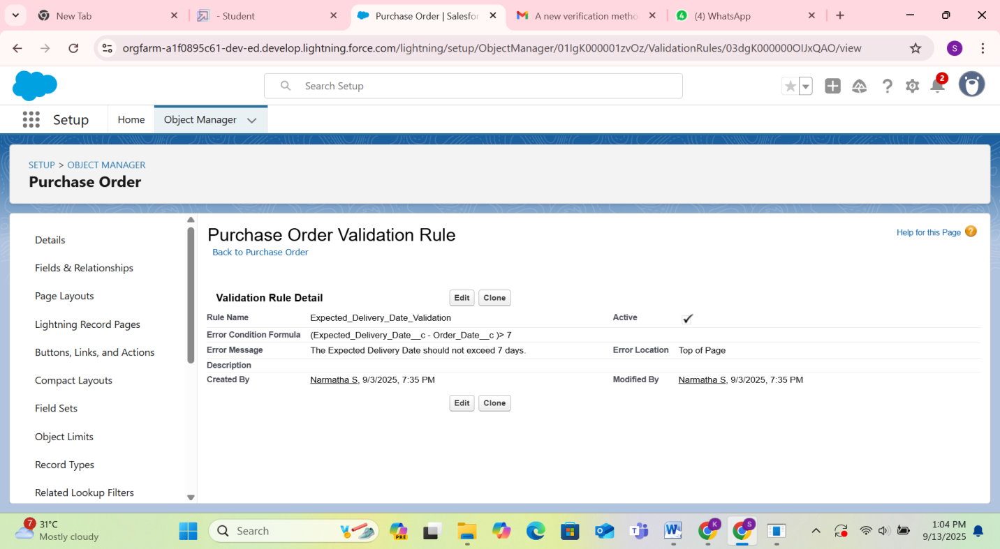 New Tab
- Student
Purchase Order | Salesfor
A new verification metho
4
(4) WhatsApp
orgfarm-a1f0895c61-dev-ed.develop.lightning.force.com/lightning/setup/ObjectManager/01IgK000001zvOz/ValidationRules/03dgK000000OIJxQAO/view
S
Search Setup
2
Setup
Home
Object Manager
SETUP > OBJECT MANAGER
Purchase Order
Details
Fields & Relationships
Page Layouts
Lightning Record Pages
Buttons, Links, and Actions
Compact Layouts
Field Sets
Object Limits
Record Types
Related Lookup Filters
Purchase Order Validation Rule
Help for this Page ?
Back to Purchase Order
Validation Rule Detail
Edit Clone
Rule Name Expected_Delivery_Date_Validation Active
Error Condition Formula (Expected_Delivery_Date__c - Order_Date__c )> 7
Error Message The Expected Delivery Date should not exceed 7 days. Error Location Top of Page
Description
Created By Narmatha S, 9/3/2025, 7:35 PM Modified By Narmatha S, 9/3/2025, 7:35 PM
Edit Clone
7
31°C
Mostly cloudy
Search
PRE
K
S
1:04 PM
9/13/2025